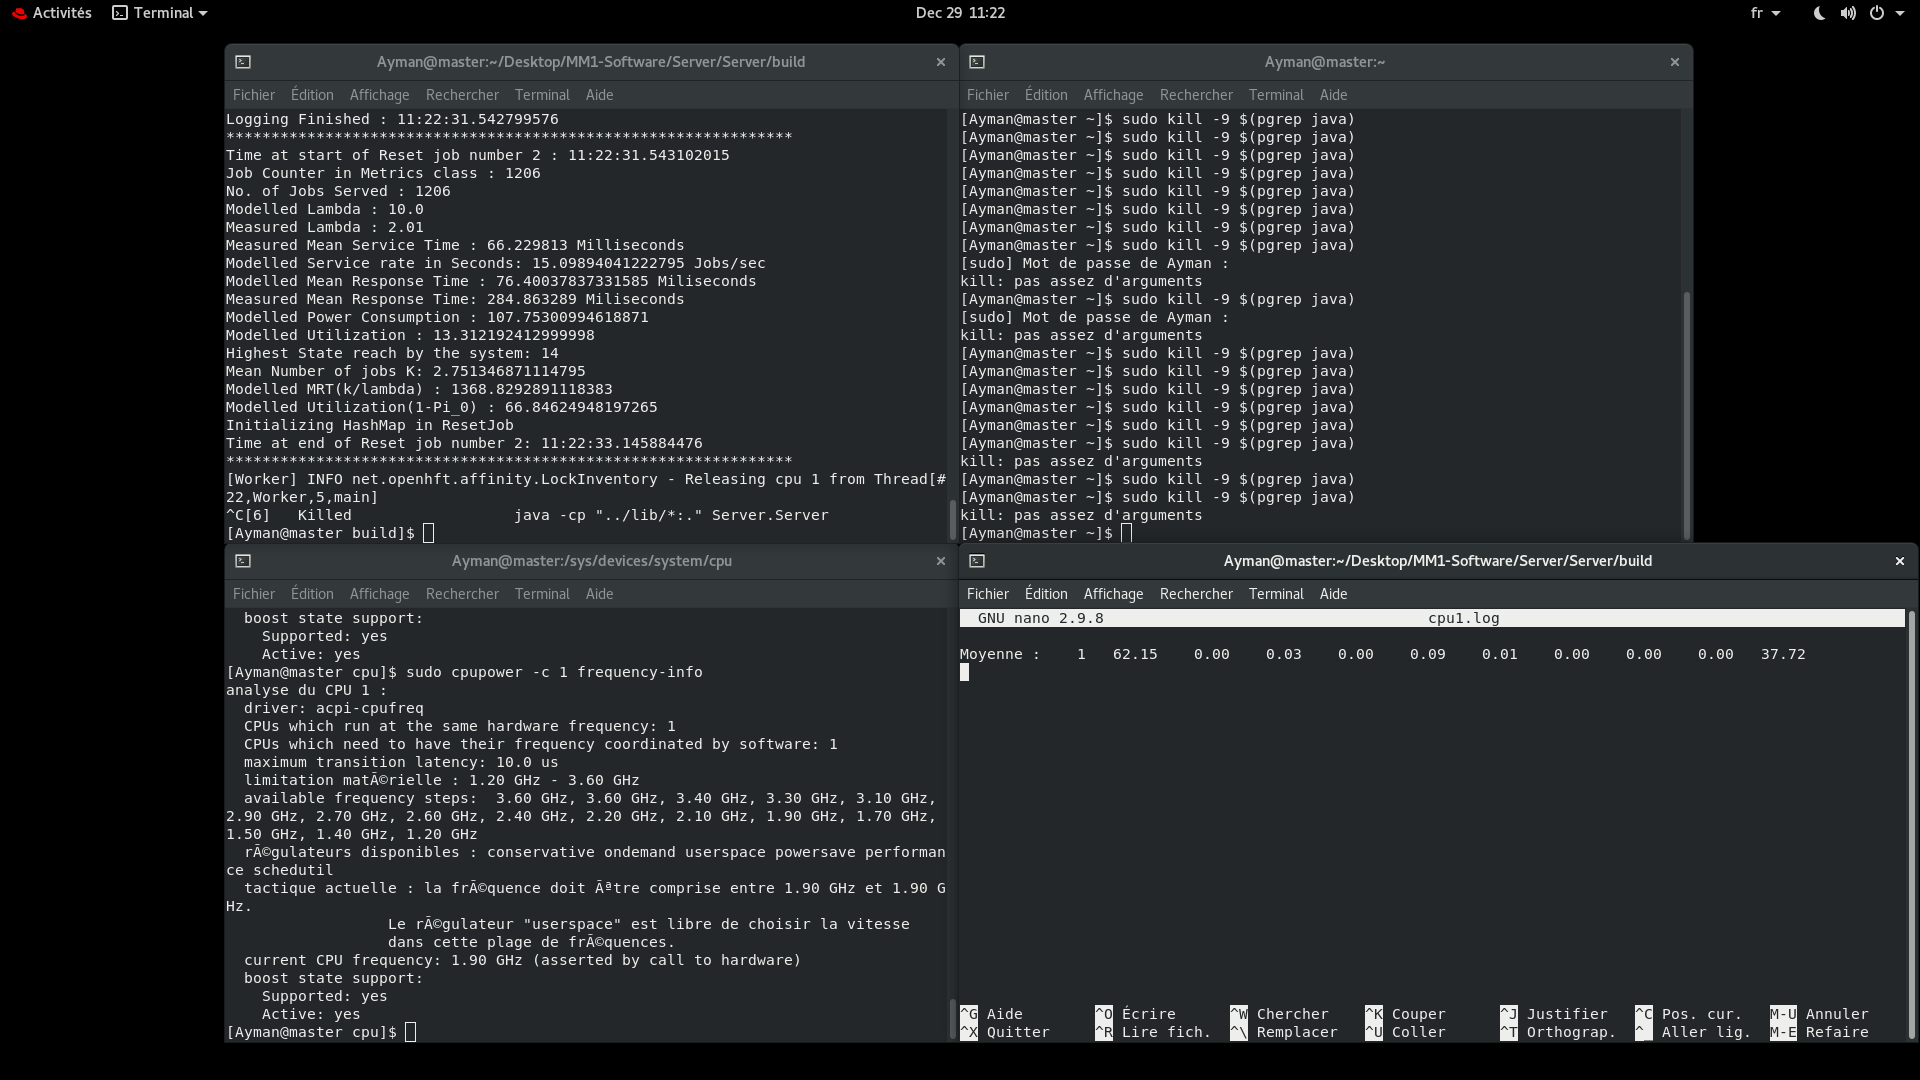 Activités Terminal Dec 29 11:22 fr
Ayman@master:~/Desktop/MM1-Software/Server/Server/build
Fichier Édition Affichage Rechercher Terminal Aide
Logging Finished : 11:22:31.542799576
***************************************************************
Time at start of Reset job number 2 : 11:22:31.543102015
Job Counter in Metrics class : 1206
No. of Jobs Served : 1206
Modelled Lambda : 10.0
Measured Lambda : 2.01
Measured Mean Service Time : 66.229813 Milliseconds
Modelled Service rate in Seconds: 15.09894041222795 Jobs/sec
Modelled Mean Response Time : 76.40037837331585 Miliseconds
Measured Mean Response Time: 284.863289 Miliseconds
Modelled Power Consumption : 107.75300994618871
Modelled Utilization : 13.312192412999998
Highest State reach by the system: 14
Mean Number of jobs K: 2.751346871114795
Modelled MRT(k/lambda) : 1368.8292891118383
Modelled Utilization(1-Pi_0) : 66.84624948197265
Initializing HashMap in ResetJob
Time at end of Reset job number 2: 11:22:33.145884476
***************************************************************
[Worker] INFO net.openhft.affinity.LockInventory - Releasing cpu 1 from Thread[#
22,Worker,5,main]
^C[6]   Killed                  java -cp "../lib/*:." Server.Server
[Ayman@master build]$
Ayman@master:~
Fichier Édition Affichage Rechercher Terminal Aide
[Ayman@master ~]$ sudo kill -9 $(pgrep java)
[Ayman@master ~]$ sudo kill -9 $(pgrep java)
[Ayman@master ~]$ sudo kill -9 $(pgrep java)
[Ayman@master ~]$ sudo kill -9 $(pgrep java)
[Ayman@master ~]$ sudo kill -9 $(pgrep java)
[Ayman@master ~]$ sudo kill -9 $(pgrep java)
[Ayman@master ~]$ sudo kill -9 $(pgrep java)
[Ayman@master ~]$ sudo kill -9 $(pgrep java)
[sudo] Mot de passe de Ayman :
kill: pas assez d'arguments
[Ayman@master ~]$ sudo kill -9 $(pgrep java)
[sudo] Mot de passe de Ayman :
kill: pas assez d'arguments
[Ayman@master ~]$ sudo kill -9 $(pgrep java)
[Ayman@master ~]$ sudo kill -9 $(pgrep java)
[Ayman@master ~]$ sudo kill -9 $(pgrep java)
[Ayman@master ~]$ sudo kill -9 $(pgrep java)
[Ayman@master ~]$ sudo kill -9 $(pgrep java)
[Ayman@master ~]$ sudo kill -9 $(pgrep java)
kill: pas assez d'arguments
[Ayman@master ~]$ sudo kill -9 $(pgrep java)
[Ayman@master ~]$ sudo kill -9 $(pgrep java)
kill: pas assez d'arguments
[Ayman@master ~]$
Ayman@master:/sys/devices/system/cpu
Fichier Édition Affichage Rechercher Terminal Aide
boost state support:
Supported: yes
Active: yes
[Ayman@master cpu]$ sudo cpupower -c 1 frequency-info
analyse du CPU 1 :
driver: acpi-cpufreq
CPUs which run at the same hardware frequency: 1
CPUs which need to have their frequency coordinated by software: 1
maximum transition latency: 10.0 us
limitation matÃ©rielle : 1.20 GHz - 3.60 GHz
available frequency steps:  3.60 GHz, 3.60 GHz, 3.40 GHz, 3.30 GHz, 3.10 GHz,
2.90 GHz, 2.70 GHz, 2.60 GHz, 2.40 GHz, 2.20 GHz, 2.10 GHz, 1.90 GHz, 1.70 GHz,
1.50 GHz, 1.40 GHz, 1.20 GHz
rÃ©gulateurs disponibles : conservative ondemand userspace powersave performan
ce schedutil
tactique actuelle : la frÃ©quence doit Ãªtre comprise entre 1.90 GHz et 1.90 G
Hz.
Le rÃ©gulateur "userspace" est libre de choisir la vitesse
dans cette plage de frÃ©quences.
current CPU frequency: 1.90 GHz (asserted by call to hardware)
boost state support:
Supported: yes
Active: yes
[Ayman@master cpu]$
Ayman@master:~/Desktop/MM1-Software/Server/Server/build
Fichier Édition Affichage Rechercher Terminal Aide
GNU nano 2.9.8 cpu1.log
Moyenne :    1   62.15    0.00    0.03    0.00    0.09    0.01    0.00    0.00    0.00   37.72
^G Aide ^O Écrire ^W Chercher ^K Couper ^J Justifier ^C Pos. cur. M-U Annuler
^X Quitter ^R Lire fich. ^\ Remplacer ^U Coller ^T Orthograp. ^_ Aller lig. M-E Refaire